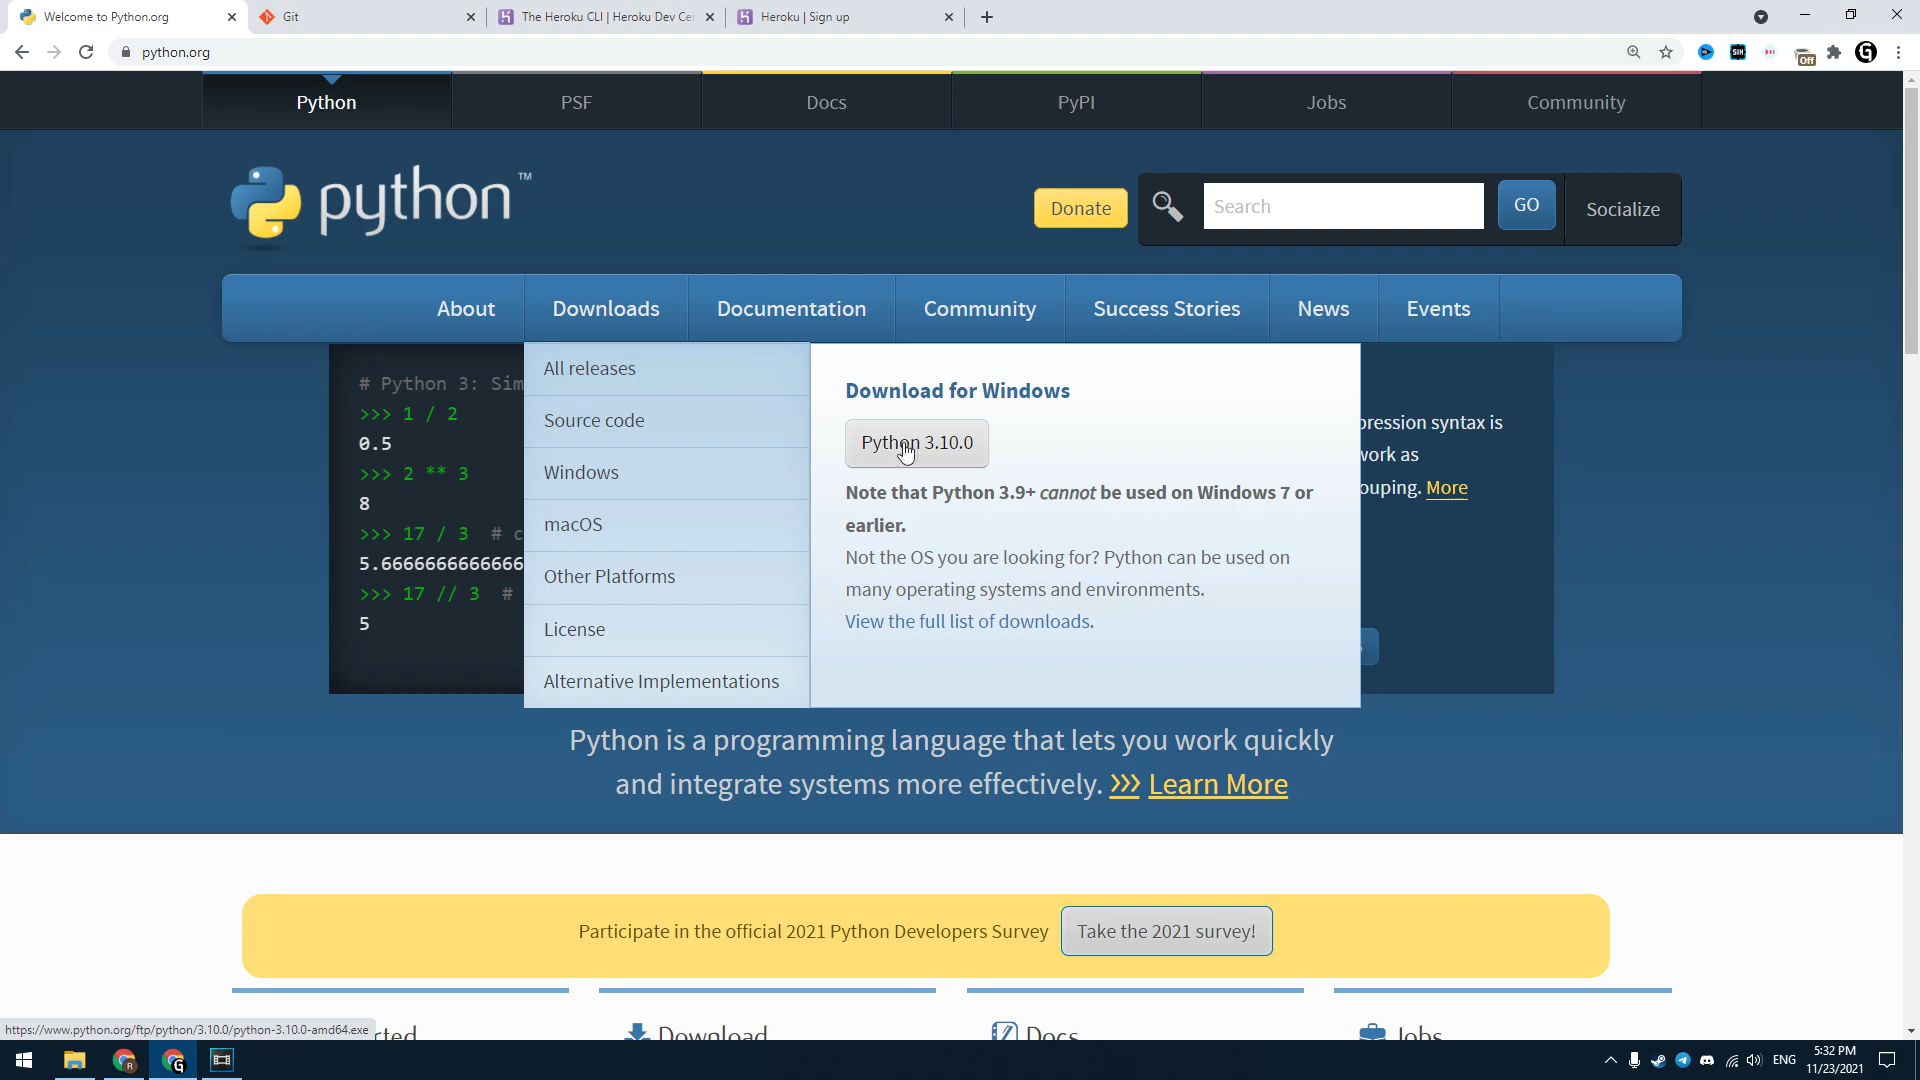 Welcome to Python.org
Git
The Heroku CLI | Heroku Dev Cen
Heroku | Sign up
python.org
SIH
Off
Python
PSF
Docs
PyPI
Jobs
Community
python™
Donate
Search
GO
Socialize
About
Downloads
Documentation
Community
Success Stories
News
Events
# Python 3: Sim
>>> 1 / 2
0.5
>>> 2 ** 3
8
>>> 17 / 3 # c
5.6666666666666
>>> 17 // 3 #
5
All releases
Source code
Windows
macOS
Other Platforms
License
Alternative Implementations
Download for Windows
Python 3.10.0
Note that Python 3.9+ cannot be used on Windows 7 or
earlier.
Not the OS you are looking for? Python can be used on
many operating systems and environments.
View the full list of downloads.
pression syntax is
work as
ouping. More
Python is a programming language that lets you work quickly
and integrate systems more effectively. >>> Learn More
Participate in the official 2021 Python Developers Survey
Take the 2021 survey!
rted
Download
Docs
Jobs
https://www.python.org/ftp/python/3.10.0/python-3.10.0-amd64.exe
ENG
5:32 PM
11/23/2021